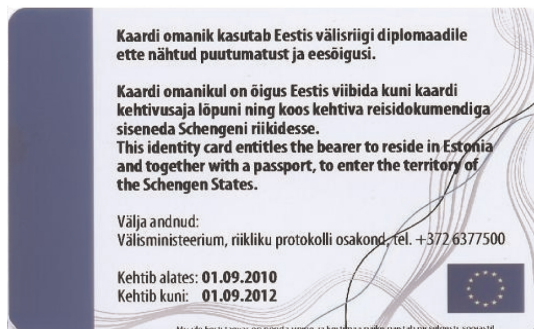 Kaardi omanik kasutab Eestis välisriigi diplomaadile
ette nähtud puutumatust ja eesõigusi.
Kaardi omanikul on õigus Eestis viibida kuni kaardi
kehtivusaja lõpuni ning koos kehtiva reisidokumendiga
siseneda Schengeni riikidesse.
This identity card entitles the bearer to reside in Estonia
and together with a passport, to enter the territory of
the Schengen States.
Välja andnud:
Välisministeerium, riikliku protokolli osakond, tel. +372 6377500
Kehtib alates: 01.09.2010
Kehtib kuni: 01.09.2012